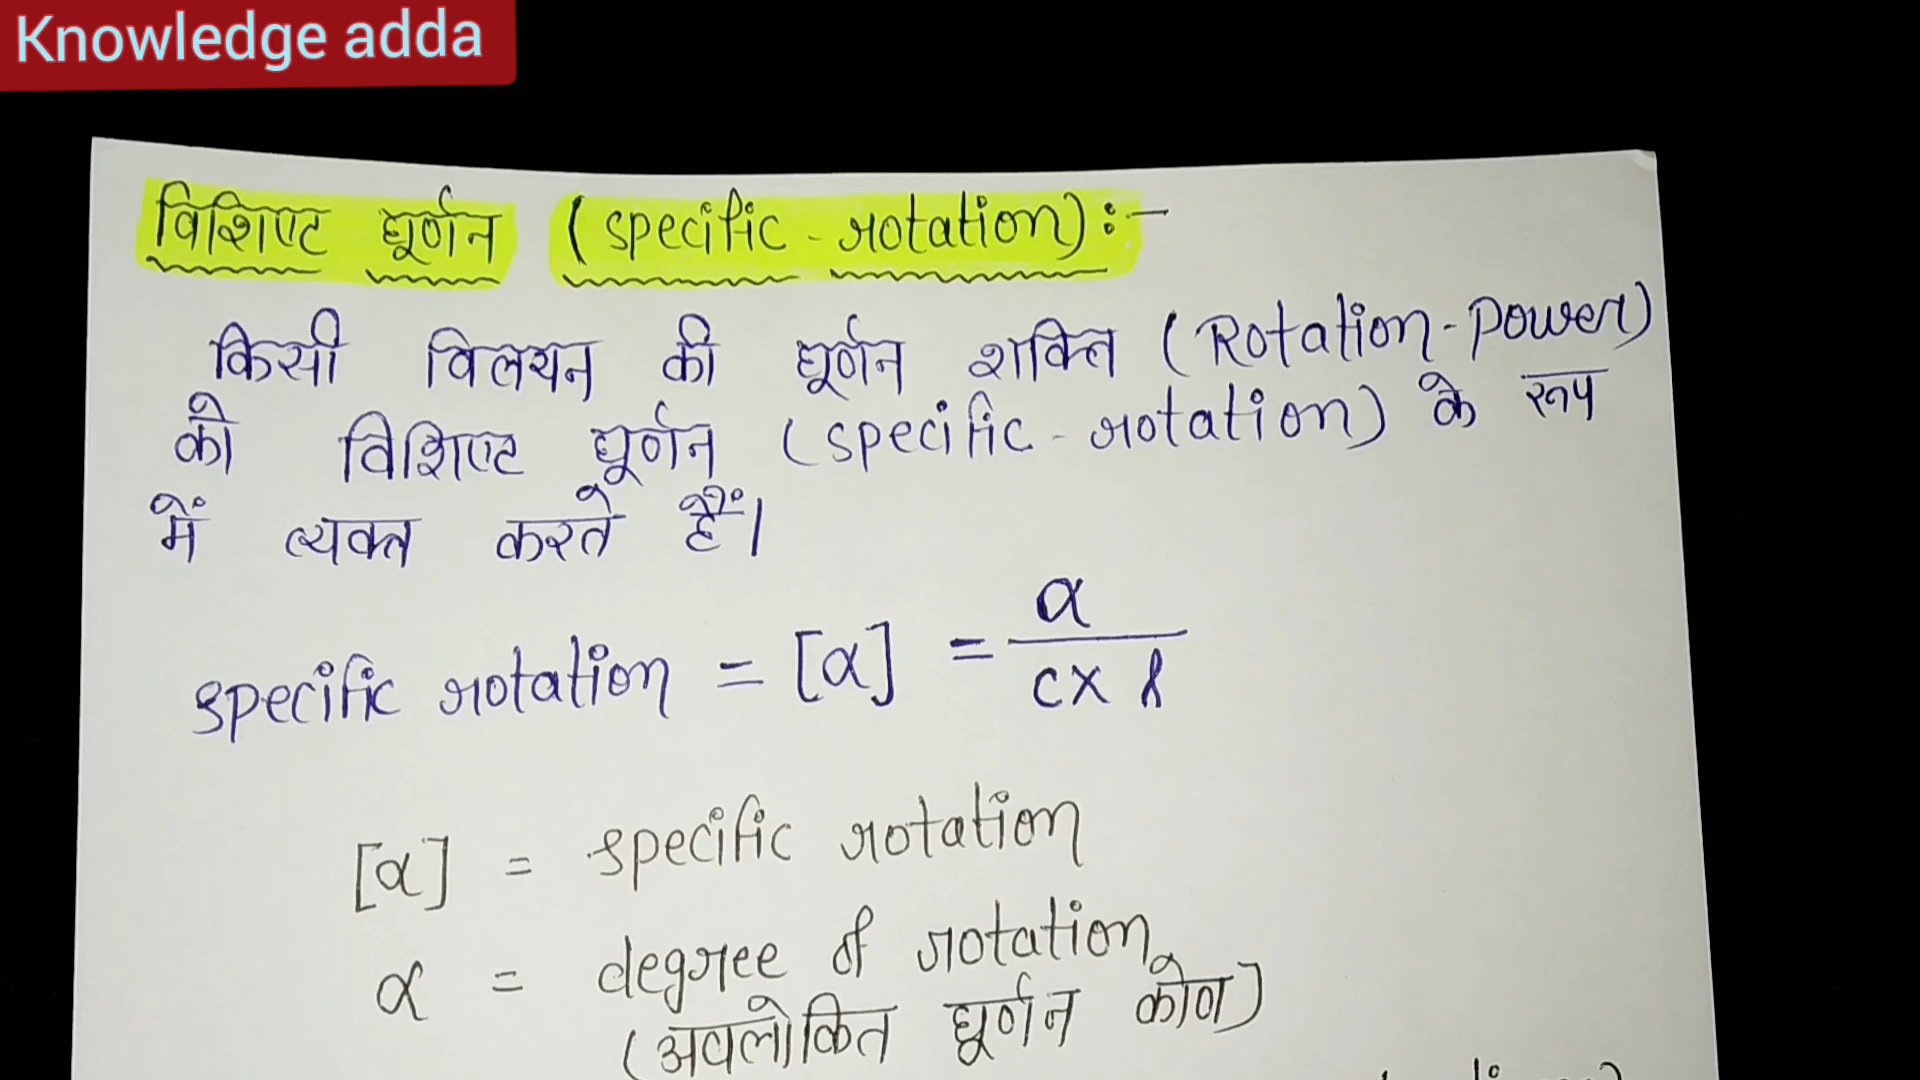 Knowledge adda
विशिष्ट घूर्णन (specific-rotation):-
किसी विलयन की घूर्णन शक्ति (Rotation-Power)
को विशिष्ट घूर्णन (specific-rotation) के रूप
में व्यक्त करते हैं।
specific rotation = [α] = α / c x l
[α] = specific rotation
α = degree of rotation
(अवलोकित घूर्णन कोण)